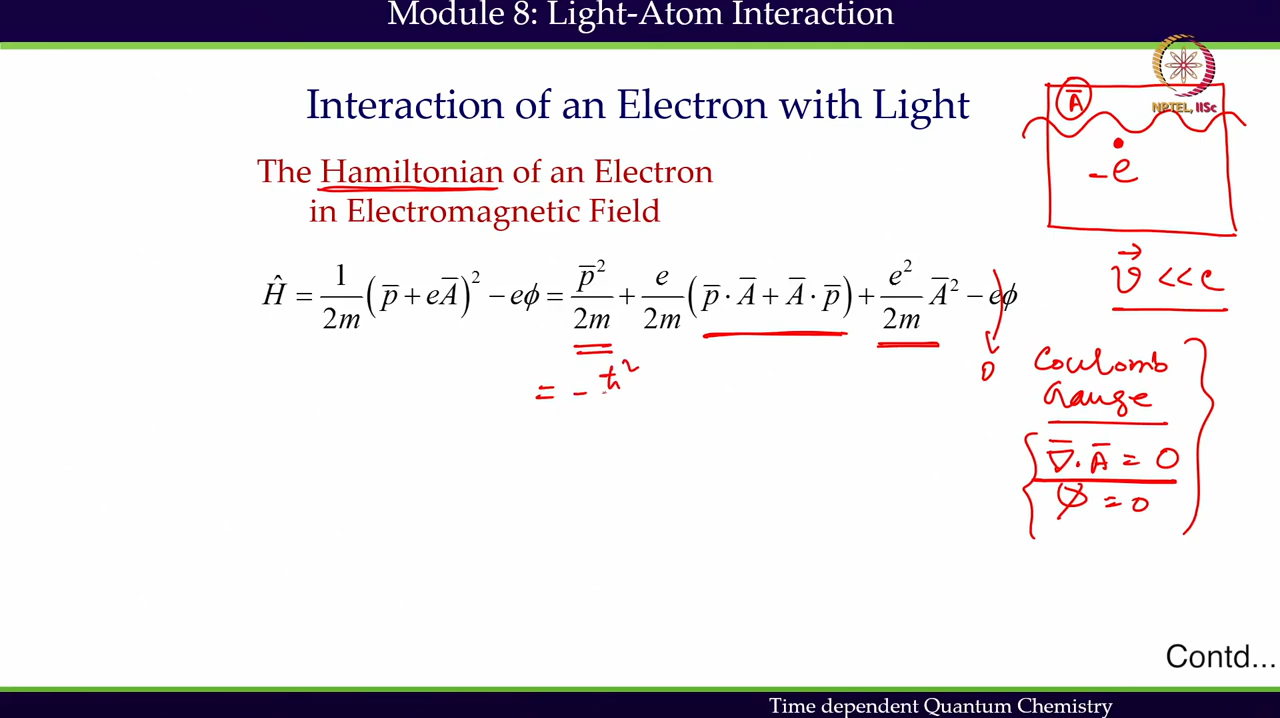 Module 8: Light-Atom Interaction
NPTEL, IISc
Interaction of an Electron with Light
A̅
-e
The Hamiltonian of an Electron
in Electromagnetic Field
v⃗ << c
Ĥ = 1/2m (p̅ + eA̅)² − eϕ = p̅²/2m + e/2m (p̅ · A̅ + A̅ · p̅) + e²/2m A̅² − eϕ
0
= - ħ²
Coulomb
Gauge
∇̅. A̅ = 0
ϕ = 0
Contd...
Time dependent Quantum Chemistry